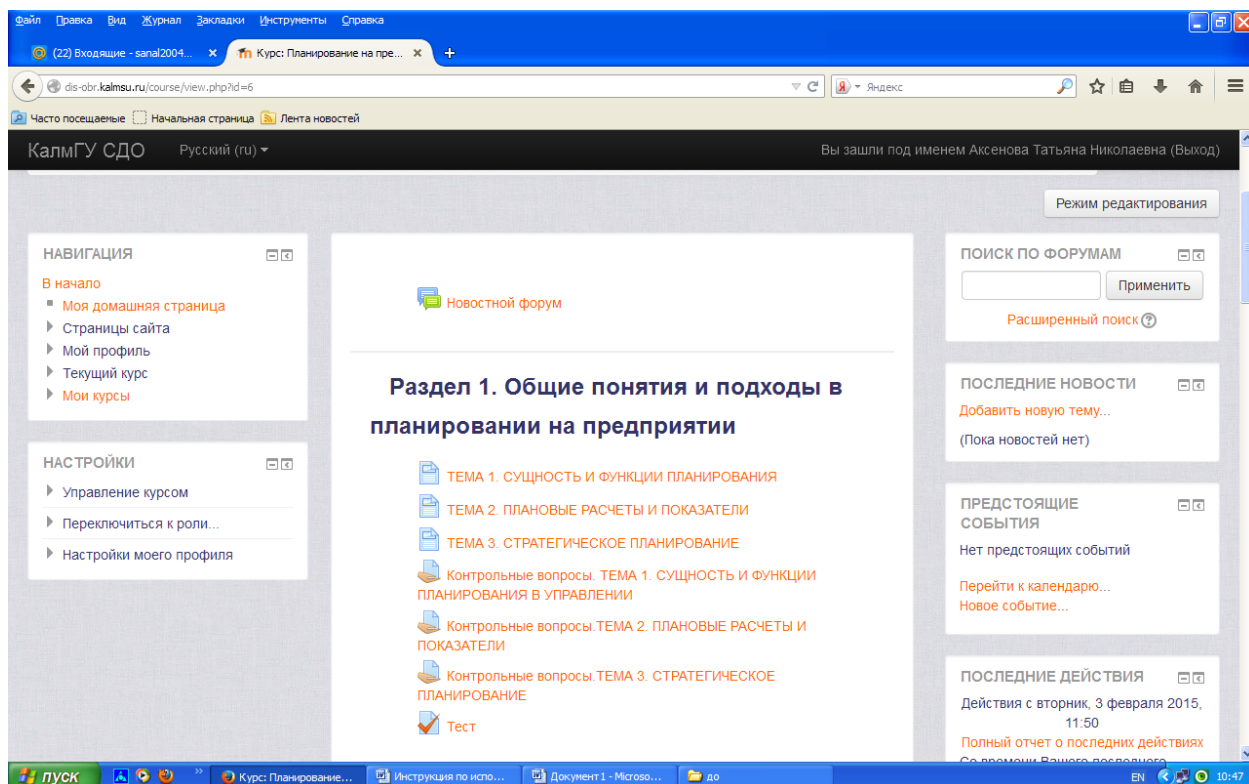 Файл Правка Вид Журнал Закладки Инструменты Справка
(22) Входящие - sanal2004...
Курс: Планирование на пре...
dis-obr.kalmsu.ru/course/view.php?id=6
Яндекс
Часто посещаемые Начальная страница Лента новостей
КалмГУ СДО Русский (ru)
Вы зашли под именем Аксенова Татьяна Николаевна (Выход)
Режим редактирования
НАВИГАЦИЯ
В начало
Моя домашняя страница
Страницы сайта
Мой профиль
Текущий курс
Мои курсы
НАСТРОЙКИ
Управление курсом
Переключиться к роли...
Настройки моего профиля
Новостной форум
Раздел 1. Общие понятия и подходы в
планировании на предприятии
ТЕМА 1. СУЩНОСТЬ И ФУНКЦИИ ПЛАНИРОВАНИЯ
ТЕМА 2. ПЛАНОВЫЕ РАСЧЕТЫ И ПОКАЗАТЕЛИ
ТЕМА 3. СТРАТЕГИЧЕСКОЕ ПЛАНИРОВАНИЕ
Контрольные вопросы. ТЕМА 1. СУЩНОСТЬ И ФУНКЦИИ
ПЛАНИРОВАНИЯ В УПРАВЛЕНИИ
Контрольные вопросы.ТЕМА 2. ПЛАНОВЫЕ РАСЧЕТЫ И
ПОКАЗАТЕЛИ
Контрольные вопросы.ТЕМА 3. СТРАТЕГИЧЕСКОЕ
ПЛАНИРОВАНИЕ
Тест
ПОИСК ПО ФОРУМАМ
Применить
Расширенный поиск
ПОСЛЕДНИЕ НОВОСТИ
Добавить новую тему...
(Пока новостей нет)
ПРЕДСТОЯЩИЕ
СОБЫТИЯ
Нет предстоящих событий
Перейти к календарю...
Новое событие...
ПОСЛЕДНИЕ ДЕЙСТВИЯ
Действия с вторник, 3 февраля 2015,
11:50
Полный отчет о последних действиях
Со времени Вашего последнего
пуск
Курс: Планирование...
Инструкция по испо...
Документ1 - Microso...
до
EN
10:47